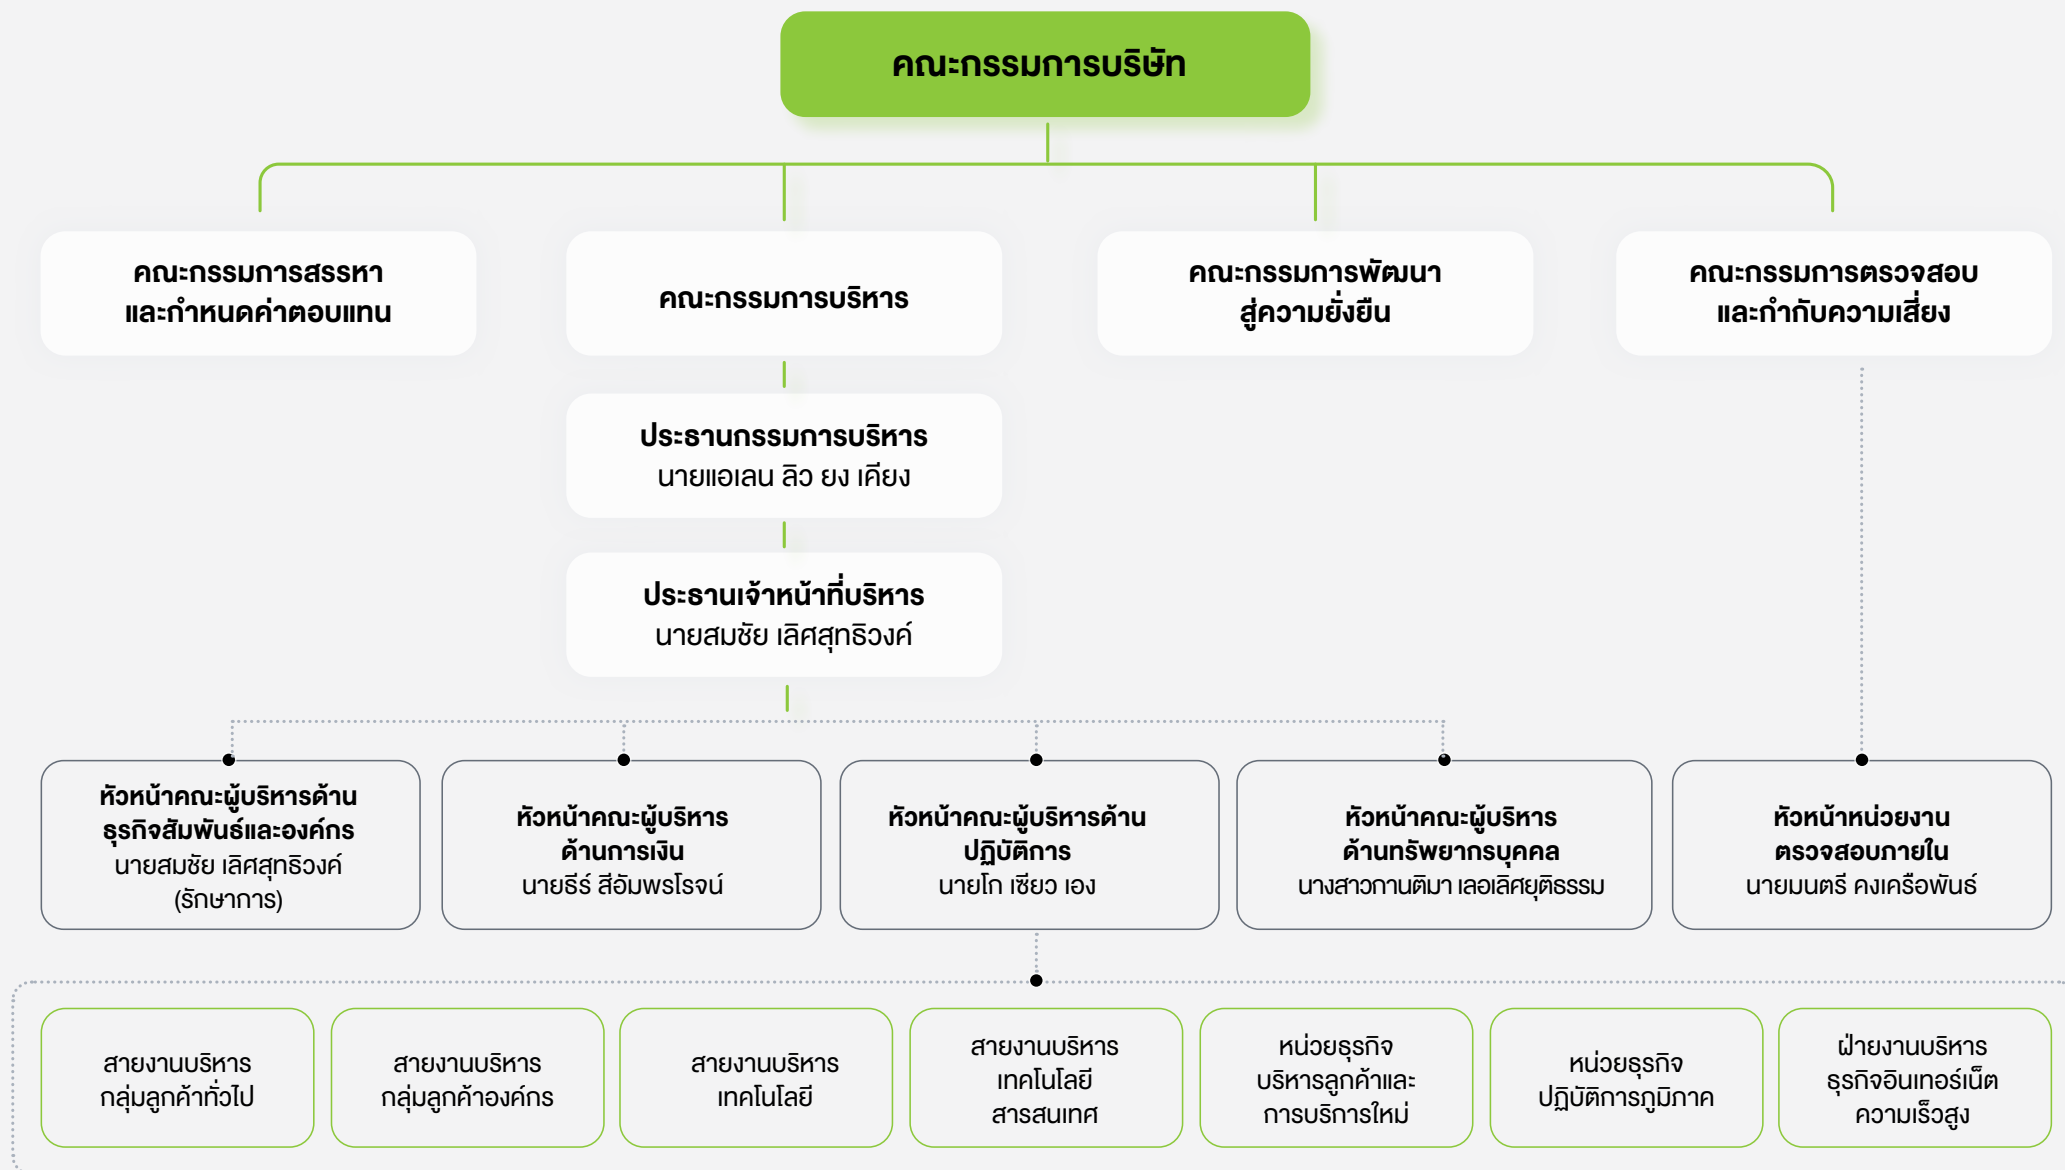 คณะกรรมการบริษัท
คณะกรรมการสรรหา
และกำหนดค่าตอบแทน
คณะกรรมการบริหาร
คณะกรรมการพัฒนา
สู่ความยั่งยืน
คณะกรรมการตรวจสอบ
และกำกับความเสี่ยง
ประธานกรรมการบริหาร
นายแอเลน ลิว ยง เคียง
ประธานเจ้าหน้าที่บริหาร
นายสมชัย เลิศสุทธิวงค์
หัวหน้าคณะผู้บริหารด้าน
ธุรกิจสัมพันธ์และองค์กร
นายสมชัย เลิศสุทธิวงค์
(รักษาการ)
หัวหน้าคณะผู้บริหาร
ด้านการเงิน
นายธีร์ สีอัมพรโรจน์
หัวหน้าคณะผู้บริหารด้าน
ปฏิบัติการ
นายโก เซียว เอง
หัวหน้าคณะผู้บริหาร
ด้านทรัพยากรบุคคล
นางสาวกานติมา เลอเลิศยุติธรรม
หัวหน้าหน่วยงาน
ตรวจสอบภายใน
นายมนตรี คงเครือพันธ์
สายงานบริหาร
กลุ่มลูกค้าทั่วไป
สายงานบริหาร
กลุ่มลูกค้าองค์กร
สายงานบริหาร
เทคโนโลยี
สายงานบริหาร
เทคโนโลยี
สารสนเทศ
หน่วยธุรกิจ
บริหารลูกค้าและ
การบริการใหม่
หน่วยธุรกิจ
ปฏิบัติการภูมิภาค
ฝ่ายงานบริหาร
ธุรกิจอินเทอร์เน็ต
ความเร็วสูง